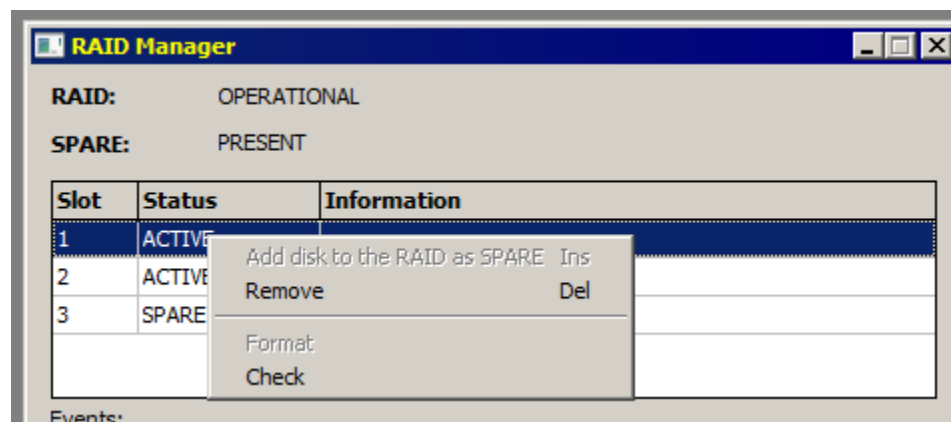 RAID Manager
RAID: OPERATIONAL
SPARE: PRESENT
Slot Status Information
1 ACTIVE
Add disk to the RAID as SPARE Ins
2 ACTIVE
Remove Del
3 SPARE
Format
Check
Events: